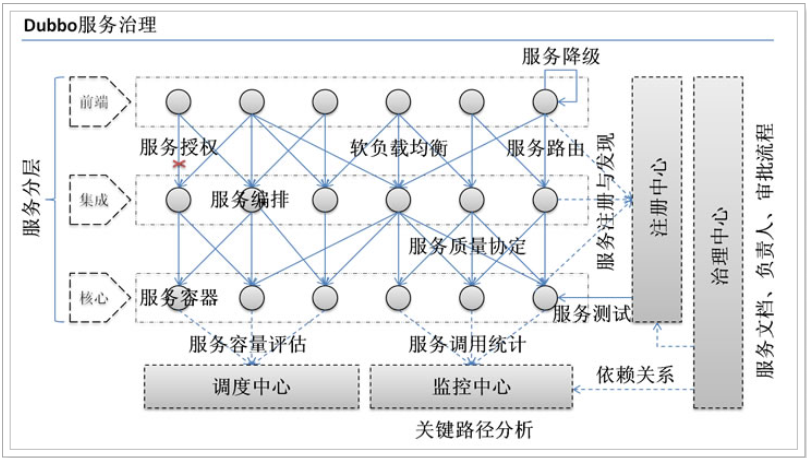 Dubbo服务治理
服务降级
前端
服务授权
软负载均衡
服务路由
服务分层
集成
服务编排
服务注册与发现
注册中心
治理中心
服务文档、负责人、审批流程
服务质量协定
核心
服务容器
服务测试
服务容量评估
服务调用统计
调度中心
监控中心
依赖关系
关键路径分析